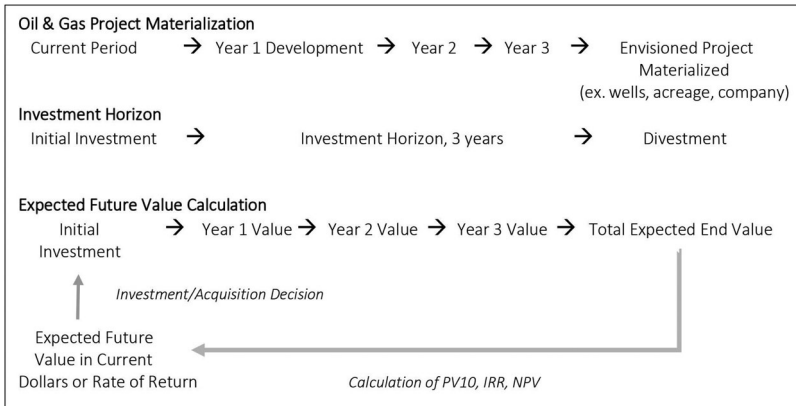 Oil & Gas Project Materialization
Current Period → Year 1 Development → Year 2 → Year 3 → Envisioned Project
Materialized
(ex. wells, acreage, company)
Investment Horizon
Initial Investment → Investment Horizon, 3 years → Divestment
Expected Future Value Calculation
Initial → Year 1 Value → Year 2 Value → Year 3 Value → Total Expected End Value
Investment
Investment/Acquisition Decision
Expected Future
Value in Current
Dollars or Rate of Return
Calculation of PV10, IRR, NPV